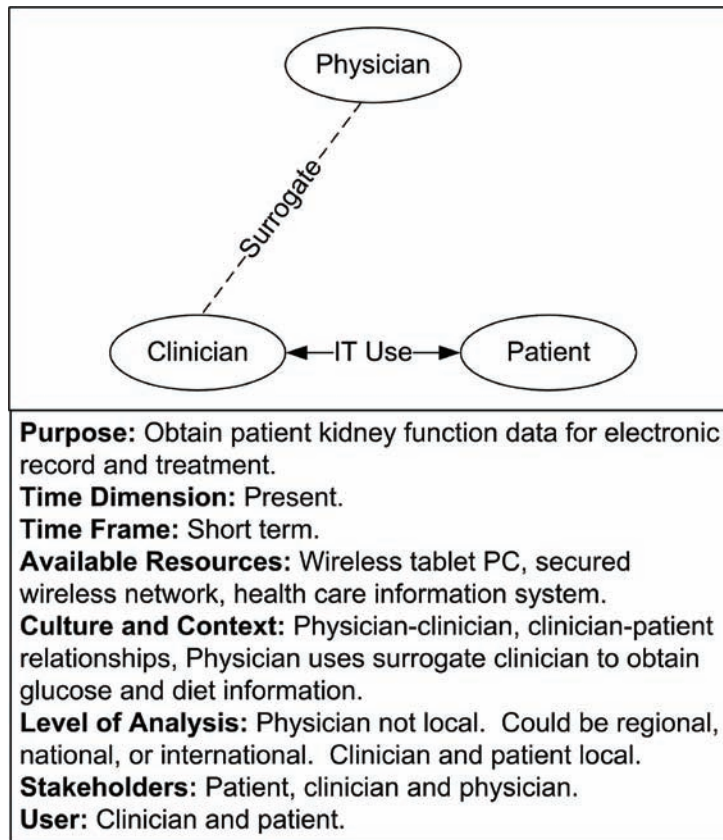 Physician
Surrogate
Clinician
IT Use
Patient
Purpose: Obtain patient kidney function data for electronic
record and treatment.
Time Dimension: Present.
Time Frame: Short term.
Available Resources: Wireless tablet PC, secured
wireless network, health care information system.
Culture and Context: Physician-clinician, clinician-patient
relationships, Physician uses surrogate clinician to obtain
glucose and diet information.
Level of Analysis: Physician not local.  Could be regional,
national, or international.  Clinician and patient local.
Stakeholders: Patient, clinician and physician.
User: Clinician and patient.